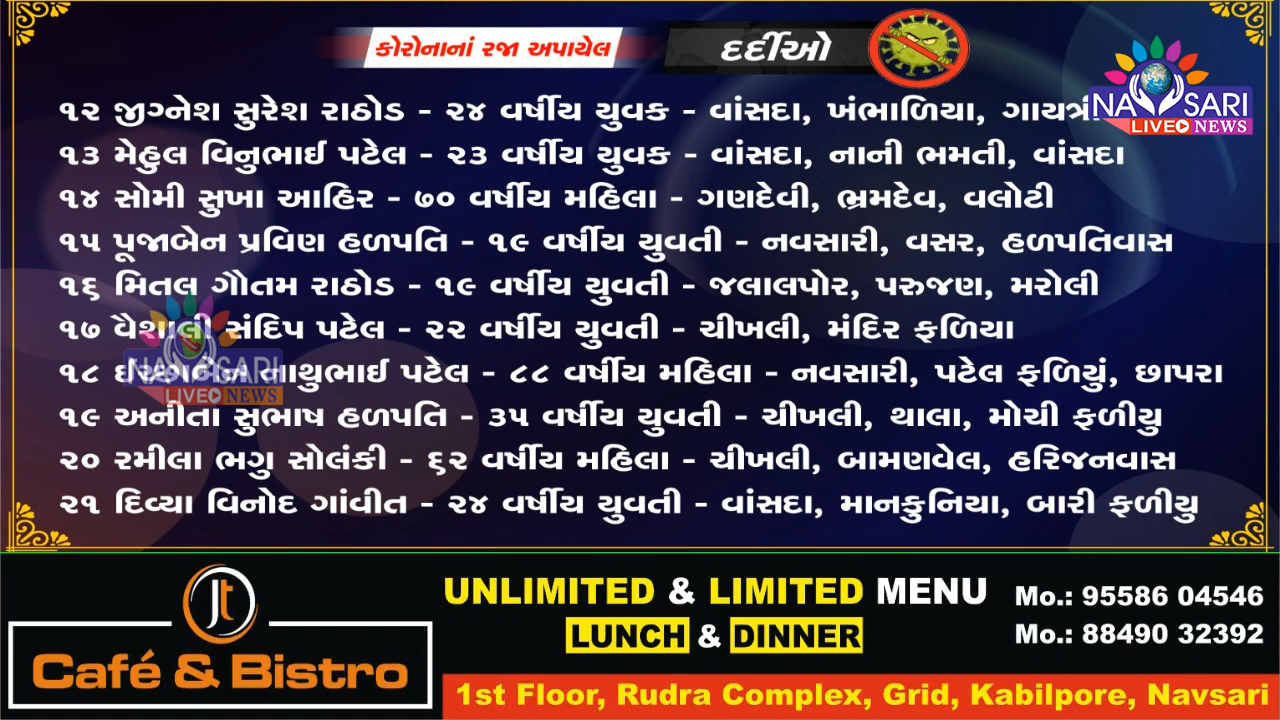 કોરોનાનાં રજા અપાયેલ દર્દીઓ
NAVSARI
LIVE NEWS
૧૨ જીગ્નેશ સુરેશ રાઠોડ - ૨૪ વર્ષીય યુવક - વાંસદા, ખંભાળિયા, ગાયત્રી
૧૩ મેહુલ વિનુભાઈ પટેલ - ૨૩ વર્ષીય યુવક - વાંસદા, નાની ભમતી, વાંસદા
૧૪ સોમી સુખા આહિર - ૭૦ વર્ષીય મહિલા - ગણદેવી, ભ્રમદેવ, વલોટી
૧૫ પૂજાબેન પ્રવિણ હળપતિ - ૧૯ વર્ષીય યુવતી - નવસારી, વસર, હળપતિવાસ
૧૬ મિતલ ગૌતમ રાઠોડ - ૧૯ વર્ષીય યુવતી - જલાલપોર, પરુજણ, મરોલી
૧૭ વૈશાલી સંદિપ પટેલ - ૨૨ વર્ષીય યુવતી - ચીખલી, મંદિર ફળિયા
NAVSARI
LIVE NEWS
૧૮ નાથુભાઈ પટેલ - ૮૮ વર્ષીય મહિલા - નવસારી, પટેલ ફળિયું, છાપરા
૧૯ અનીતા સુભાષ હળપતિ - ૩૫ વર્ષીય યુવતી - ચીખલી, થાલા, મોચી ફળીયુ
૨૦ રમીલા ભગુ સોલંકી - ૬૨ વર્ષીય મહિલા - ચીખલી, બામણવેલ, હરિજનવાસ
૨૧ દિવ્યા વિનોદ ગાંવીત - ૨૪ વર્ષીય યુવતી - વાંસદા, માનકુનિયા, બારી ફળીયુ
Jt
Café & Bistro
UNLIMITED & LIMITED MENU
LUNCH & DINNER
Mo.: 95586 04546
Mo.: 88490 32392
1st Floor, Rudra Complex, Grid, Kabilpore, Navsari